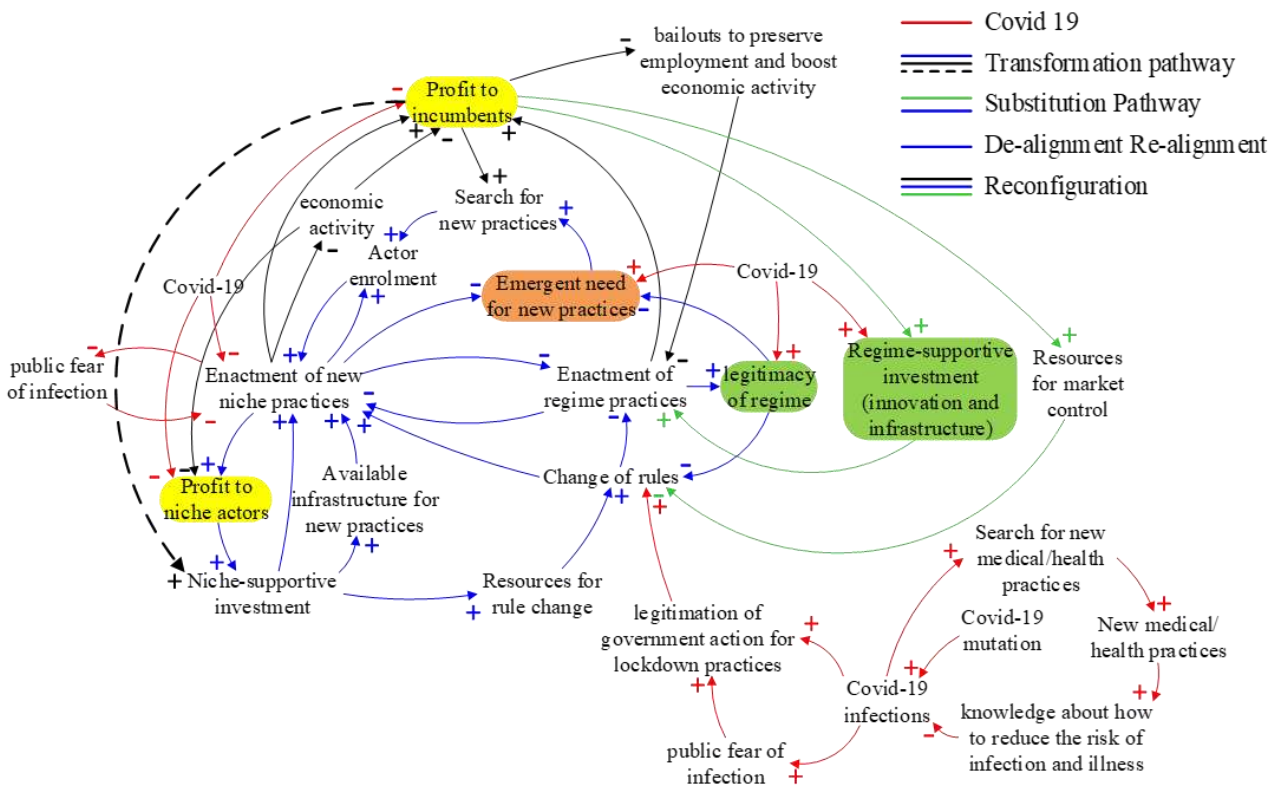 Covid 19
Transformation pathway
Substitution Pathway
De-alignment Re-alignment
Reconfiguration
bailouts to preserve
employment and boost
economic activity
Profit to
incumbents
Search for
new practices
economic
activity
Actor
enrolment
Covid-19
Emergent need
for new practices
Covid-19
public fear
of infection
Enactment of new
niche practices
Enactment of
regime practices
legitimacy
of regime
Regime-supportive
investment
(innovation and
infrastructure)
Resources
for market
control
Profit to
niche actors
Available
infrastructure for
new practices
Change of rules
Niche-supportive
investment
Resources for
rule change
Search for new
medical/health
practices
legitimation of
government action for
lockdown practices
Covid-19
mutation
New medical/
health practices
Covid-19
infections
knowledge about how
to reduce the risk of
infection and illness
public fear of
infection